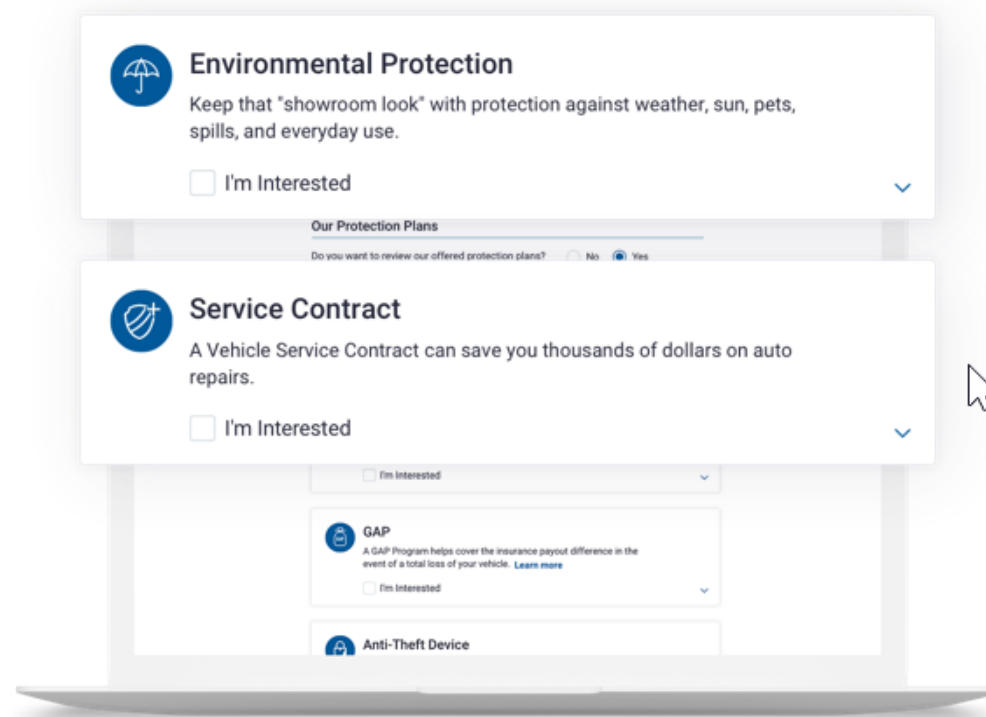 Environmental Protection
Keep that "showroom look" with protection against weather, sun, pets,
spills, and everyday use.
I'm Interested
Our Protection Plans
Do you want to review our offered protection plans? No Yes
Service Contract
A Vehicle Service Contract can save you thousands of dollars on auto
repairs.
I'm Interested
I'm Interested
GAP
A GAP Program helps cover the insurance payout difference in the
event of a total loss of your vehicle. Learn more
I'm Interested
Anti-Theft Device